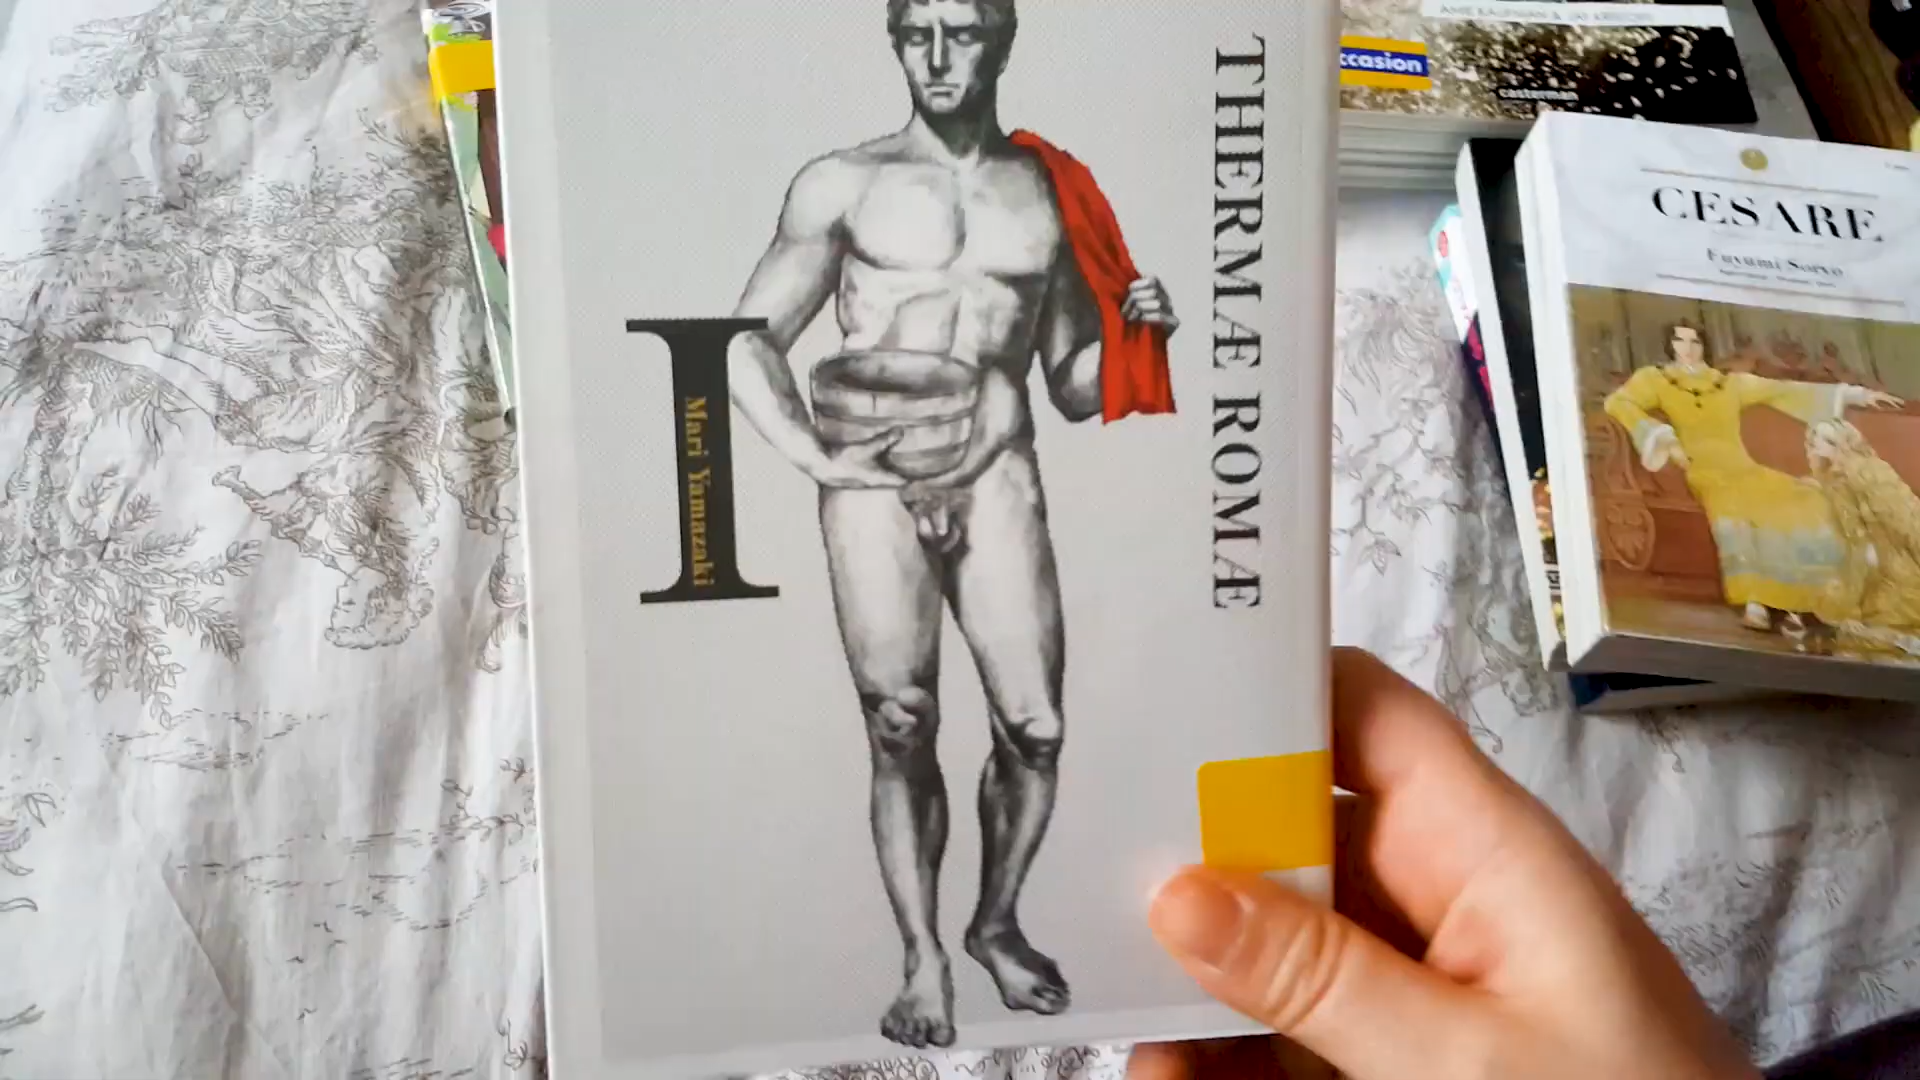 THERMÆ ROMÆ
I
Mari Yamazaki
ccasion
casterman
CESARE
Fuyumi Soryo